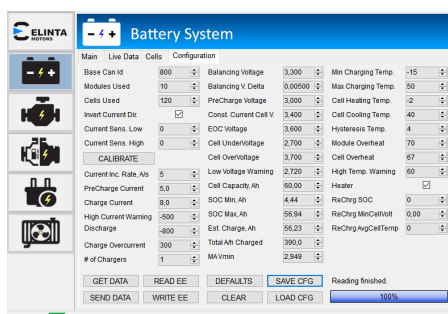 ELINTA
MOTORS
Battery System
Main Live Data Cells Configuration
Base Can Id 800 Balancing Voltage 3,300 Min Charging Temp. -15
Modules Used 10 Balancing V. Delta 0,00500 Max Charging Temp. 50
Cells Used 120 PreCharge Voltage 3,000 Cell Heating Temp. -2
Invert Current Dir. Const. Current Cell V. 3,400 Cell Cooling Temp. 40
Current Sens. Low 0 EOC Voltage 3,600 Hysteresis Temp. 4
Current Sens. High 0 Cell UnderVoltage 2,700 Module Overheat 70
CALIBRATE Cell OverVoltage 3,700 Cell Overheat 67
Current Inc. Rate, A/s 5 Low Voltage Warning 2,720 High Temp. Warning 60
PreCharge Current 5,0 Cell Capacity, Ah 60,00 Heater
Charge Current 8,0 SOC Min, Ah 4,44 ReChrg SOC 0
High Current Warning -500 SOC Max, Ah 56,94 ReChrg MinCellVolt 0,00
Discharge -800 Est. Charge, Ah 56,23 ReChrg AvgCellTemp 0
Charge Overcurrent 300 Total A/h Charged 390,0
# of Chargers 1 MAVmin 2,949
GET DATA READ EE DEFAULTS SAVE CFG Reading finished.
SEND DATA WRITE EE CLEAR LOAD CFG 100%